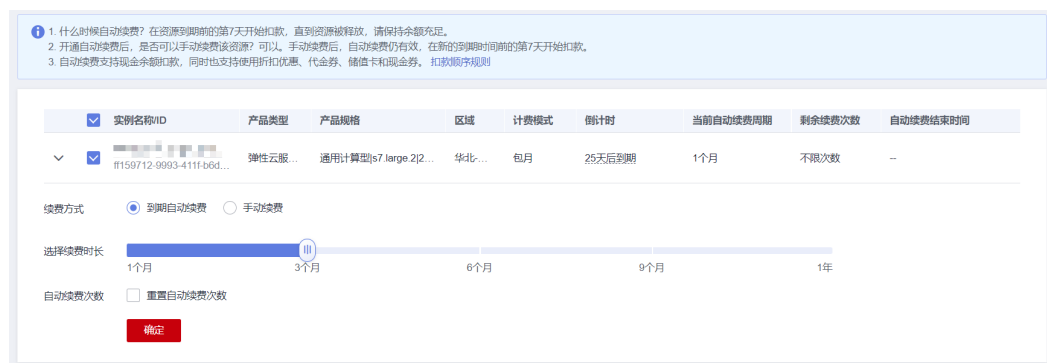 1. 什么时候自动续费？在资源到期前的第7天开始扣款，直到资源被释放，请保持余额充足。
2. 开通自动续费后，是否可以手动续费该资源？可以。手动续费后，自动续费仍有效，在新的到期时间前的第7天开始扣款。
3. 自动续费支持现金余额扣款，同时也支持使用折扣优惠、代金券、储值卡和现金券。 扣款顺序规则
实例名称/ID 产品类型 产品规格 区域 计费模式 倒计时 当前自动续费周期 剩余续费次数 自动续费结束时间
ff159712-9993-411f-b6d... 弹性云服... 通用计算型|s7.large.2|2... 华北-... 包月 25天后到期 1个月 不限次数 --
续费方式 到期自动续费 手动续费
选择续费时长
1个月 3个月 6个月 9个月 1年
自动续费次数 重置自动续费次数
确定